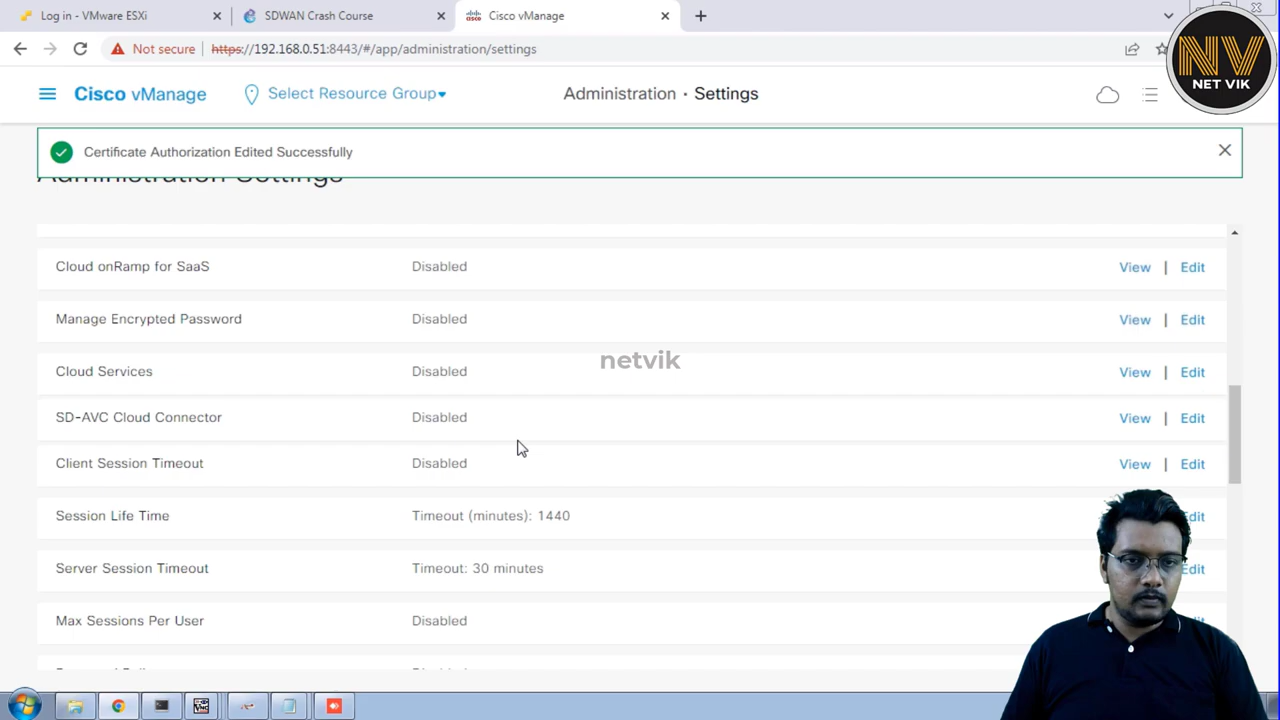 Log in - VMware ESXi
SDWAN Crash Course
Cisco vManage
Not secure https://192.168.0.51:8443/#/app/administration/settings
NV
NET VIK
Cisco vManage
Select Resource Group
Administration · Settings
Certificate Authorization Edited Successfully
Administration Settings
Cloud onRamp for SaaS Disabled View | Edit
Manage Encrypted Password Disabled View | Edit
netvik
Cloud Services Disabled View | Edit
SD-AVC Cloud Connector Disabled View | Edit
Client Session Timeout Disabled View | Edit
Session Life Time Timeout (minutes): 1440 Edit
Server Session Timeout Timeout: 30 minutes Edit
Max Sessions Per User Disabled